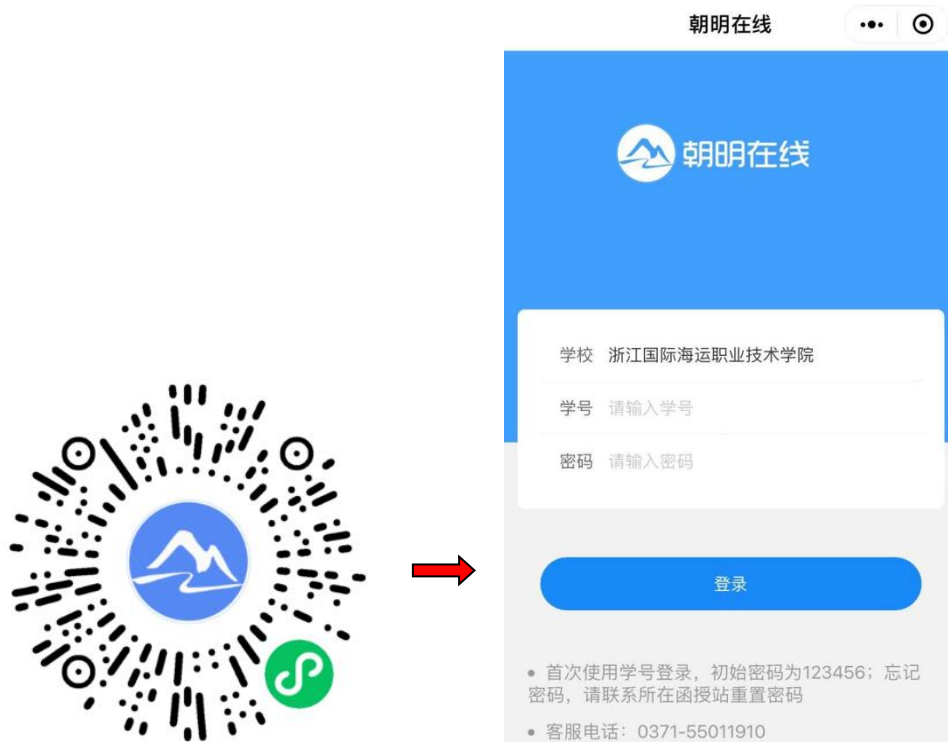 朝明在线
朝明在线
学校 浙江国际海运职业技术学院
学号 请输入学号
密码 请输入密码
登录
• 首次使用学号登录，初始密码为123456；忘记
密码，请联系所在函授站重置密码
• 客服电话：0371-55011910